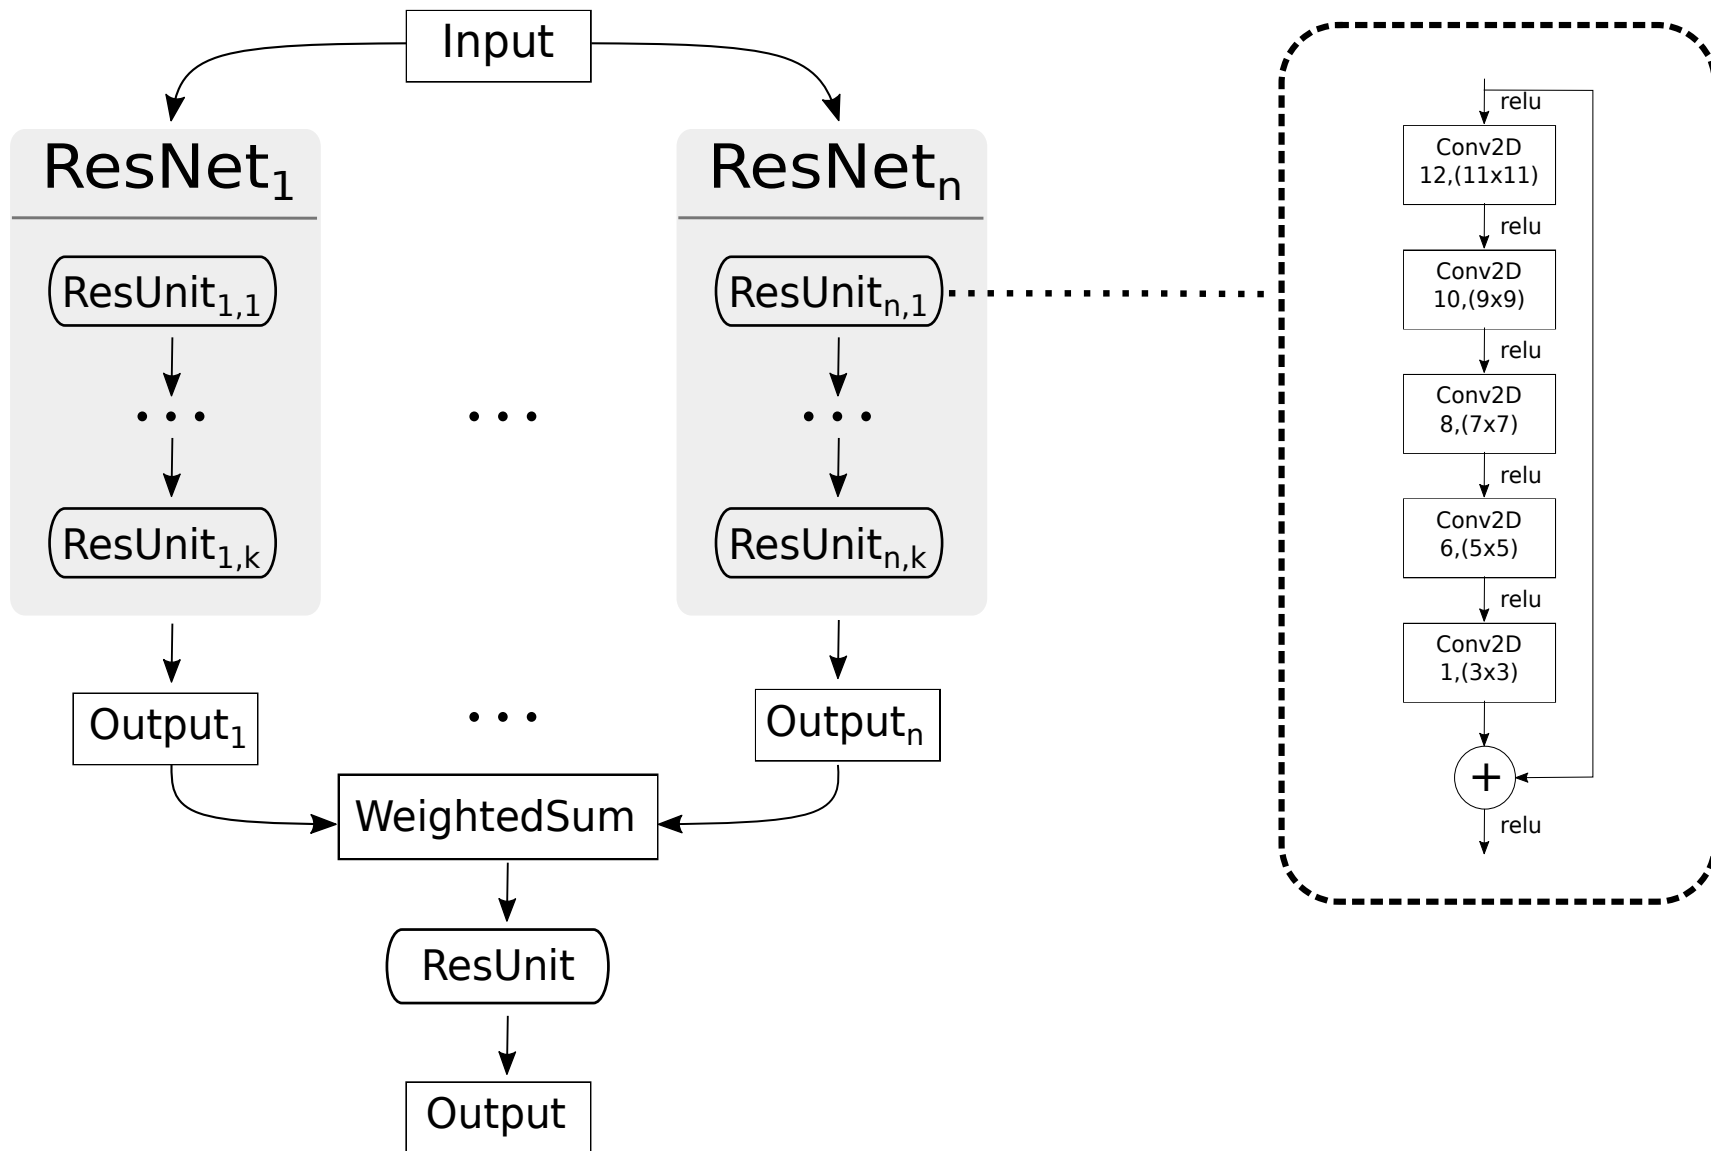 Input
ResNet1
ResUnit1,1
...
ResUnit1,k
Output1
...
...
ResNetn
ResUnitn,1
...
ResUnitn,k
Outputn
WeightedSum
ResUnit
Output
relu
Conv2D
12,(11x11)
relu
Conv2D
10,(9x9)
relu
Conv2D
8,(7x7)
relu
Conv2D
6,(5x5)
relu
Conv2D
1,(3x3)
+
relu